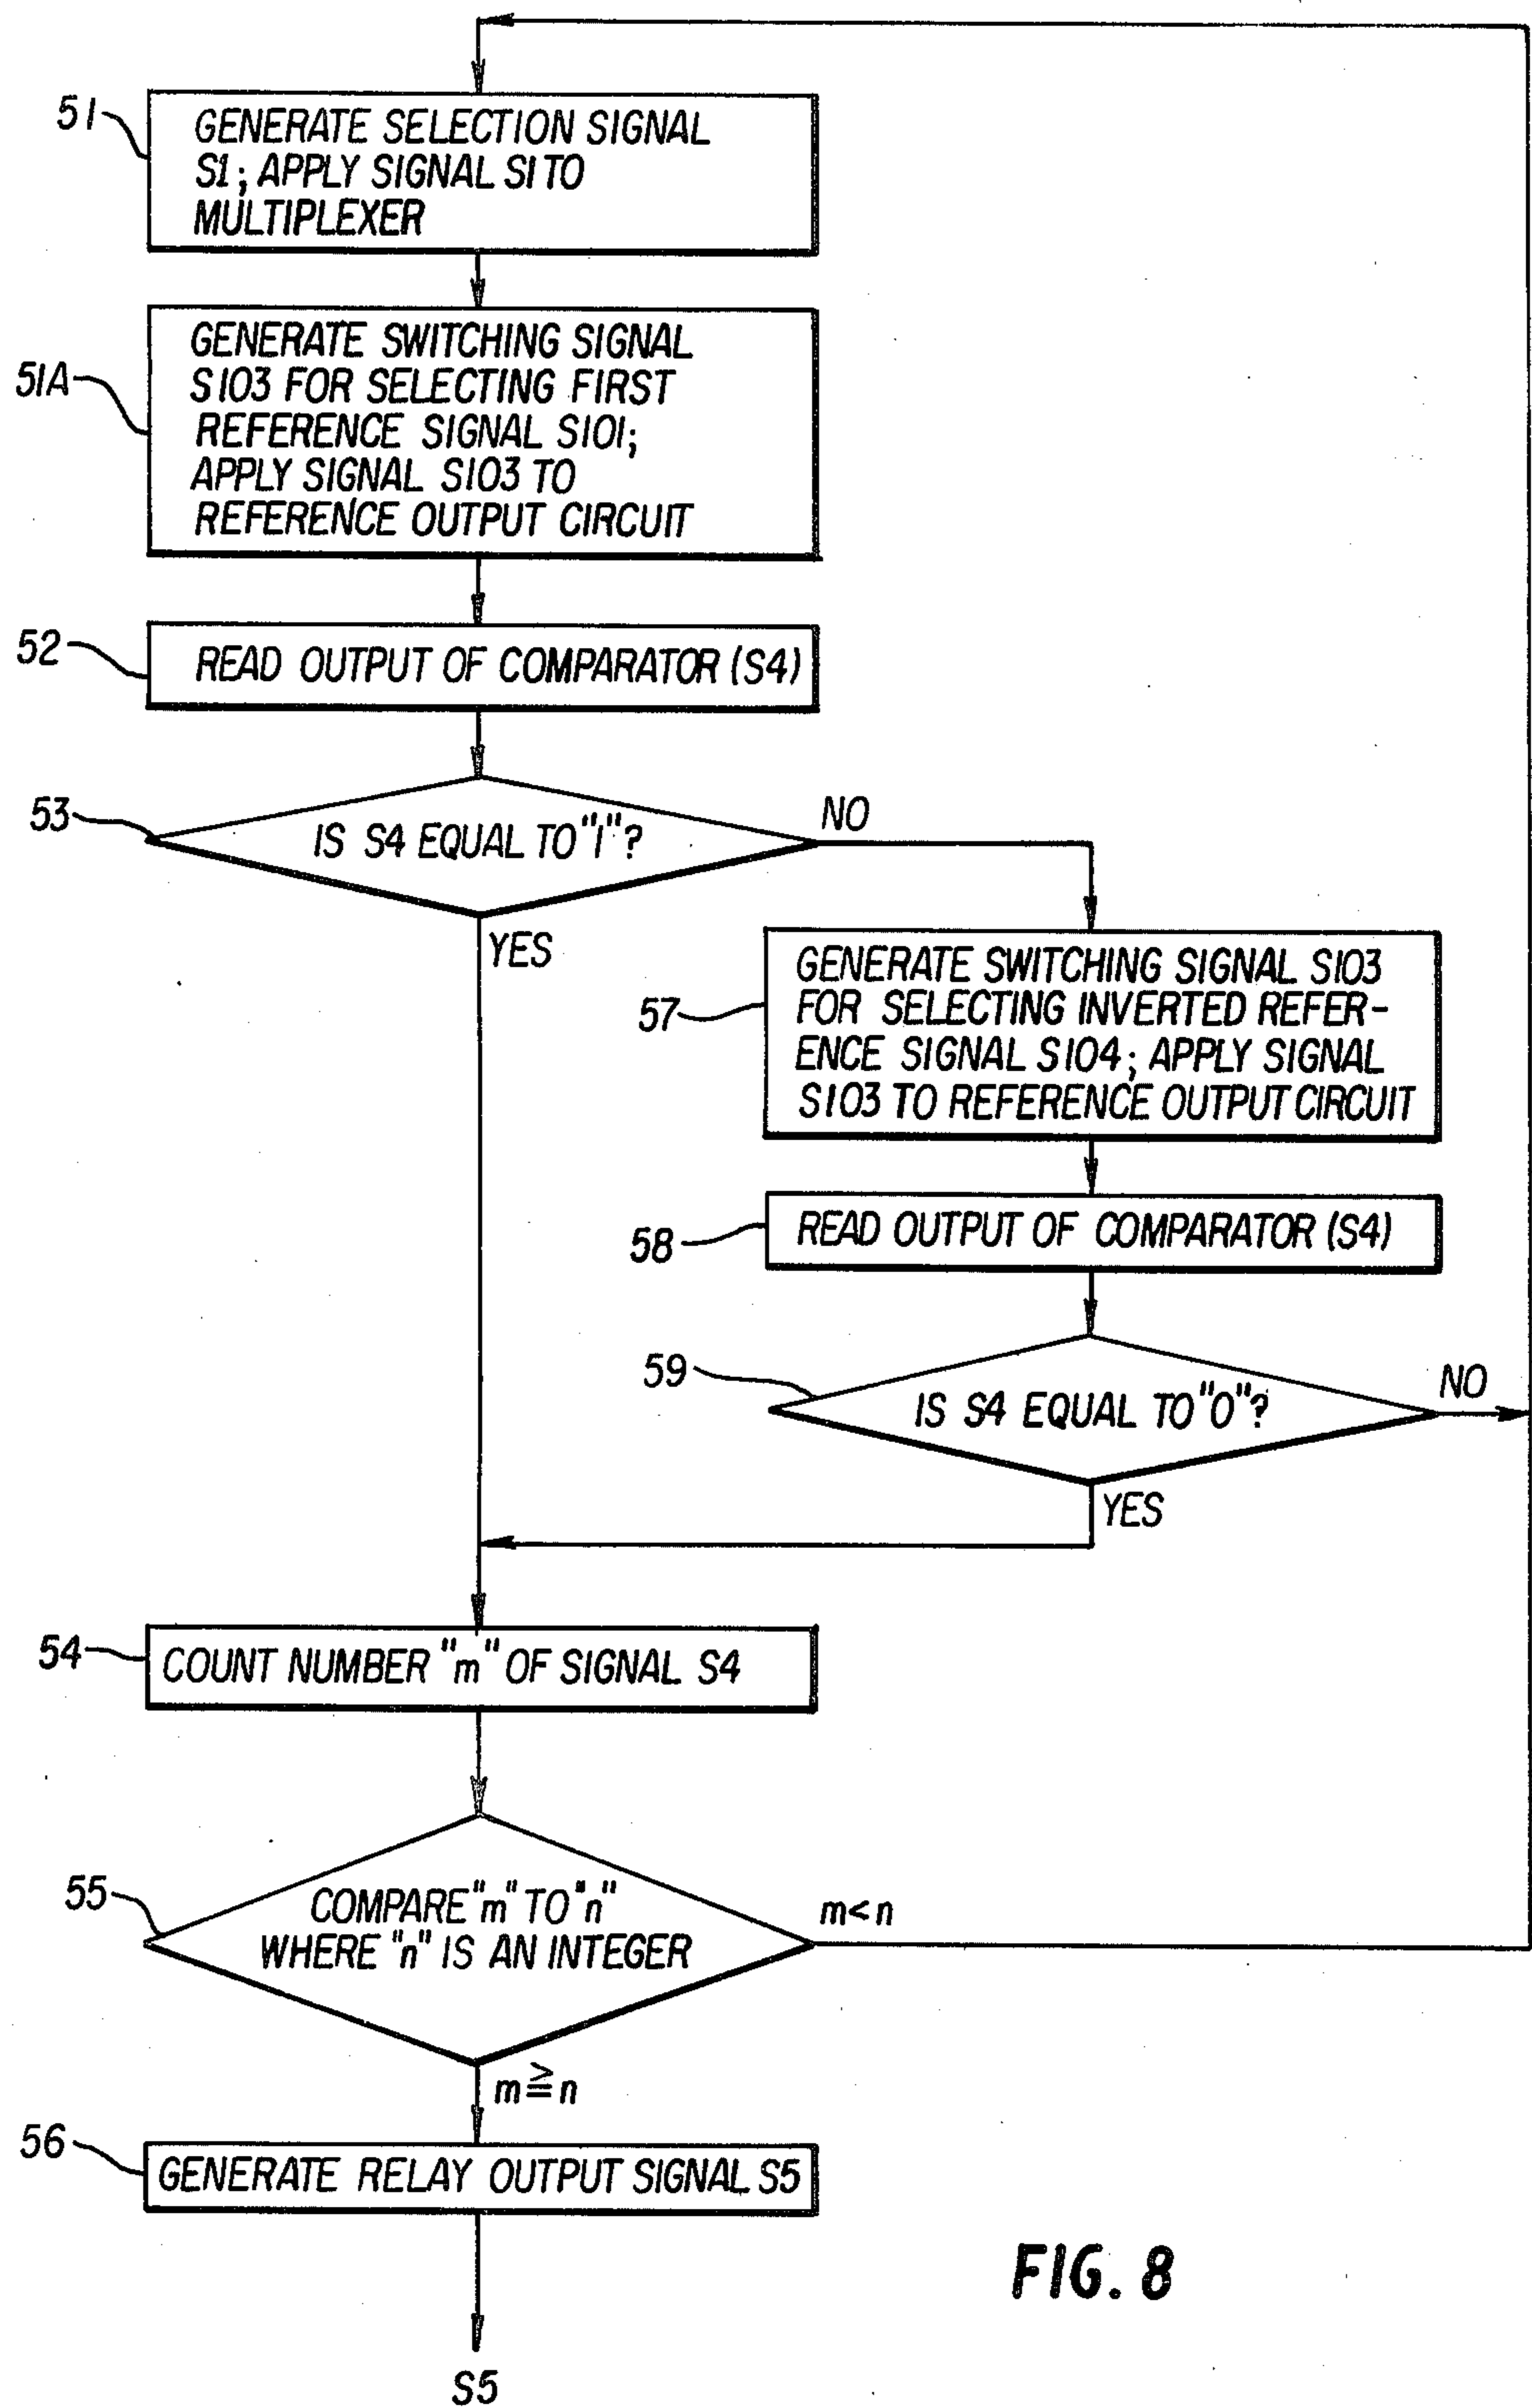 51
GENERATE SELECTION SIGNAL
S1; APPLY SIGNAL S1 TO
MULTIPLEXER
51A
GENERATE SWITCHING SIGNAL
S103 FOR SELECTING FIRST
REFERENCE SIGNAL S101;
APPLY SIGNAL S103 TO
REFERENCE OUTPUT CIRCUIT
52
READ OUTPUT OF COMPARATOR (S4)
53
IS S4 EQUAL TO "1"?
NO
YES
57
GENERATE SWITCHING SIGNAL S103
FOR SELECTING INVERTED REFER-
ENCE SIGNAL S104; APPLY SIGNAL
S103 TO REFERENCE OUTPUT CIRCUIT
58
READ OUTPUT OF COMPARATOR (S4)
59
IS S4 EQUAL TO "0"?
NO
YES
54
COUNT NUMBER "m" OF SIGNAL S4
55
COMPARE "m" TO "n"
WHERE "n" IS AN INTEGER
m<n
m≧n
56
GENERATE RELAY OUTPUT SIGNAL S5
S5
FIG. 8